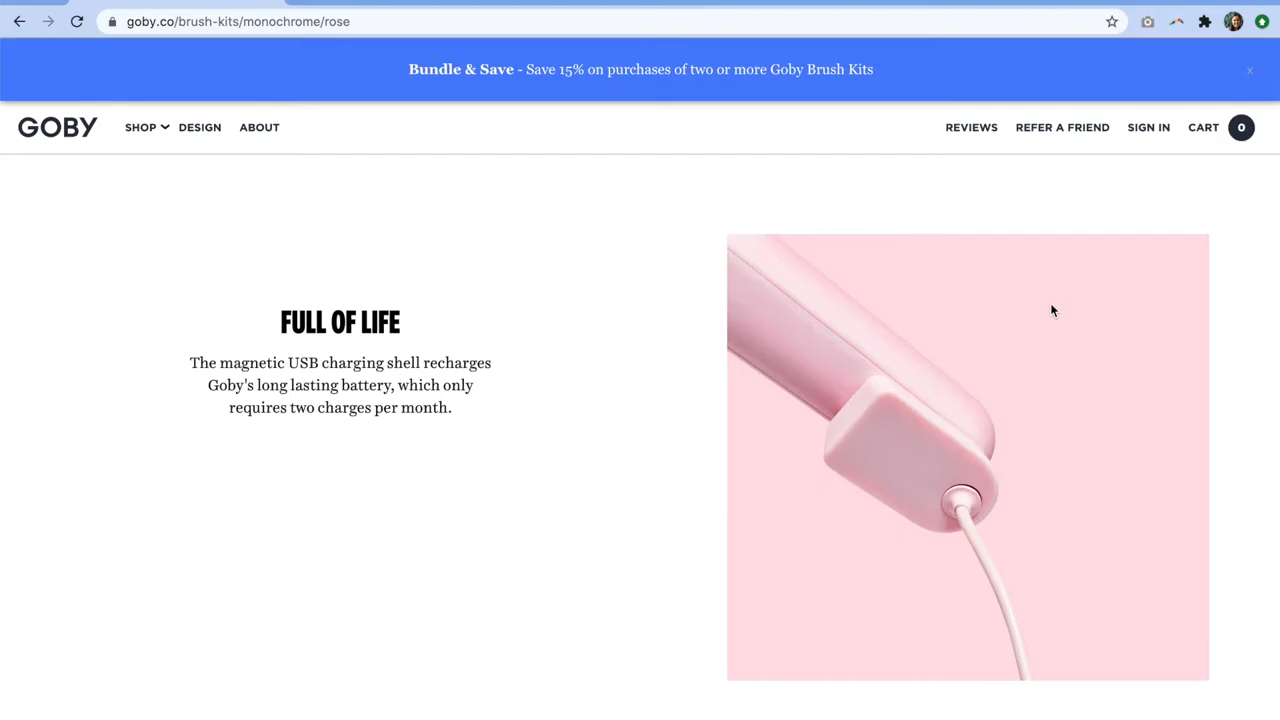 goby.co/brush-kits/monochrome/rose
Bundle & Save - Save 15% on purchases of two or more Goby Brush Kits
x
GOBY SHOP DESIGN ABOUT REVIEWS REFER A FRIEND SIGN IN CART 0
FULL OF LIFE
The magnetic USB charging shell recharges
Goby's long lasting battery, which only
requires two charges per month.